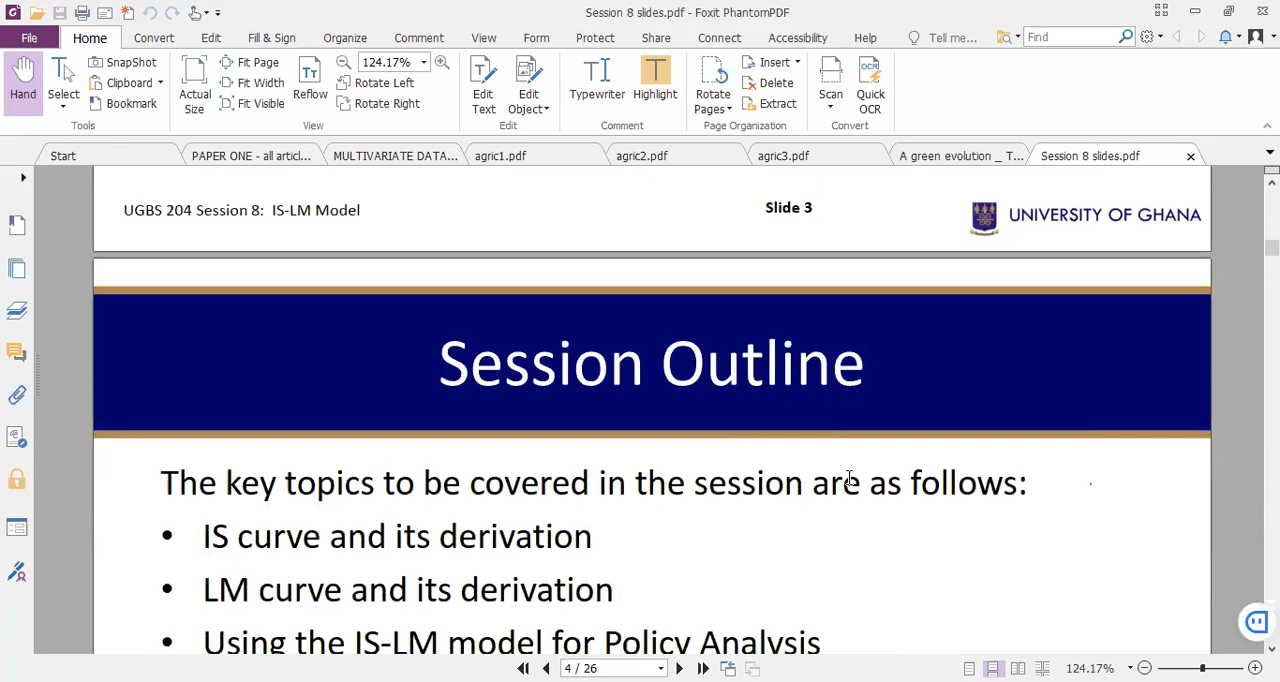 Session 8 slides.pdf - Foxit PhantomPDF
File Home Convert Edit Fill & Sign Organize Comment View Form Protect Share Connect Accessibility Help Tell me... Find
Hand
Select
SnapShot
Clipboard
Bookmark
Tools
Actual
Size
Fit Page
Fit Width
Fit Visible
Reflow
124.17%
Rotate Left
Rotate Right
View
Edit
Text
Edit
Object
Edit
Typewriter
Highlight
Comment
Rotate
Pages
Insert
Delete
Extract
Page Organization
Scan
Quick
OCR
Convert
Start PAPER ONE - all articl... MULTIVARIATE DATA... agric1.pdf agric2.pdf agric3.pdf A green evolution _ T... Session 8 slides.pdf
UGBS 204 Session 8: IS-LM Model Slide 3 UNIVERSITY OF GHANA
Session Outline
The key topics to be covered in the session are as follows:
• IS curve and its derivation
• LM curve and its derivation
• Using the IS-LM model for Policy Analysis
4 / 26 124.17%